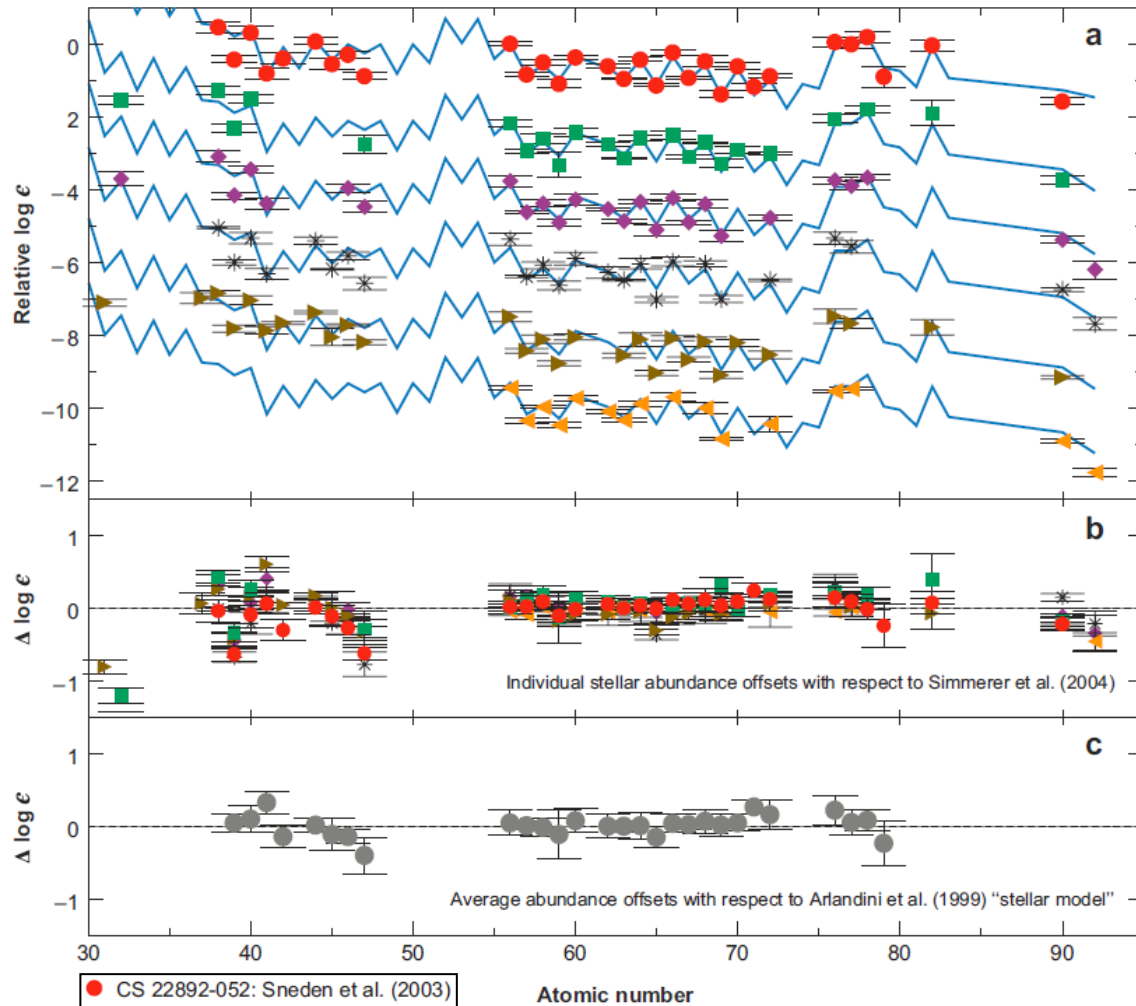 a
0
2
−4
−6
−8
−10
−12
Relative log ϵ
b
1
0
−1
Δ log ϵ
Individual stellar abundance offsets with respect to Simmerer et al. (2004)
c
1
0
−1
Δ log ϵ
Average abundance offsets with respect to Arlandini et al. (1999) “stellar model”
30 40 50 60 70 80 90
Atomic number
CS 22892-052: Sneden et al. (2003)